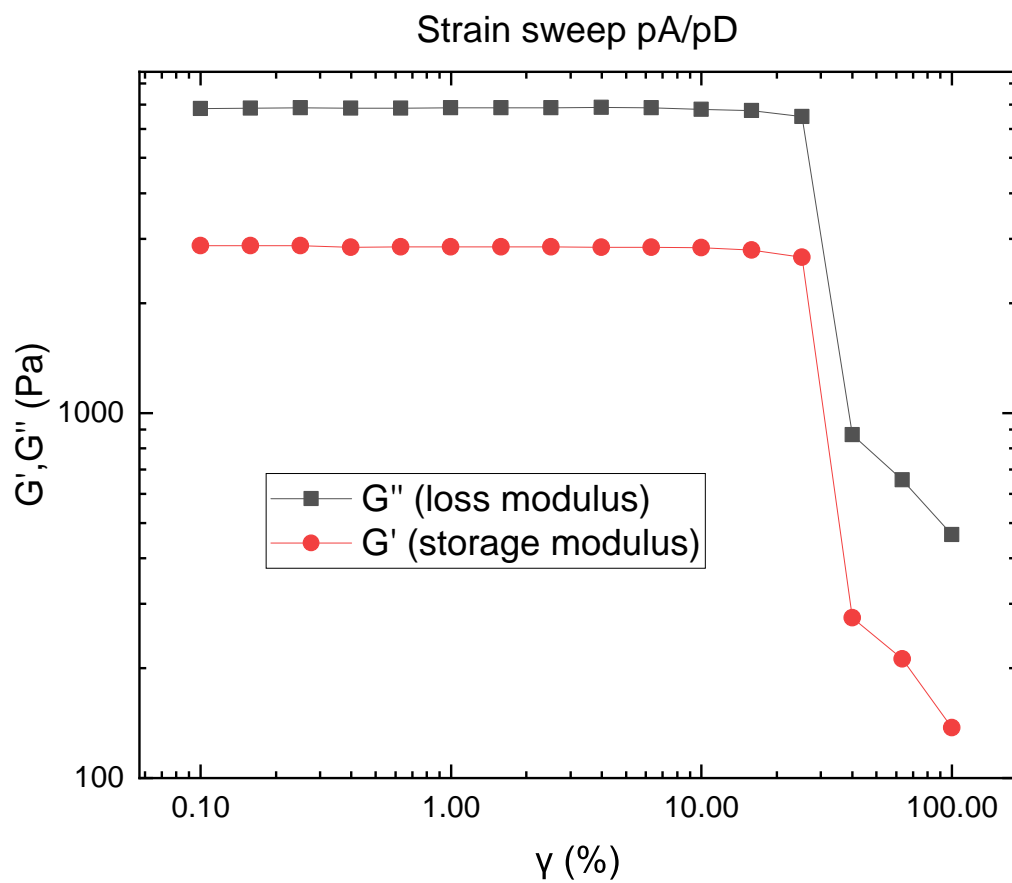 Strain sweep pA/pD
G',G'' (Pa)
1000
100
G'' (loss modulus)
G' (storage modulus)
0.10 1.00 10.00 100.00
γ (%)